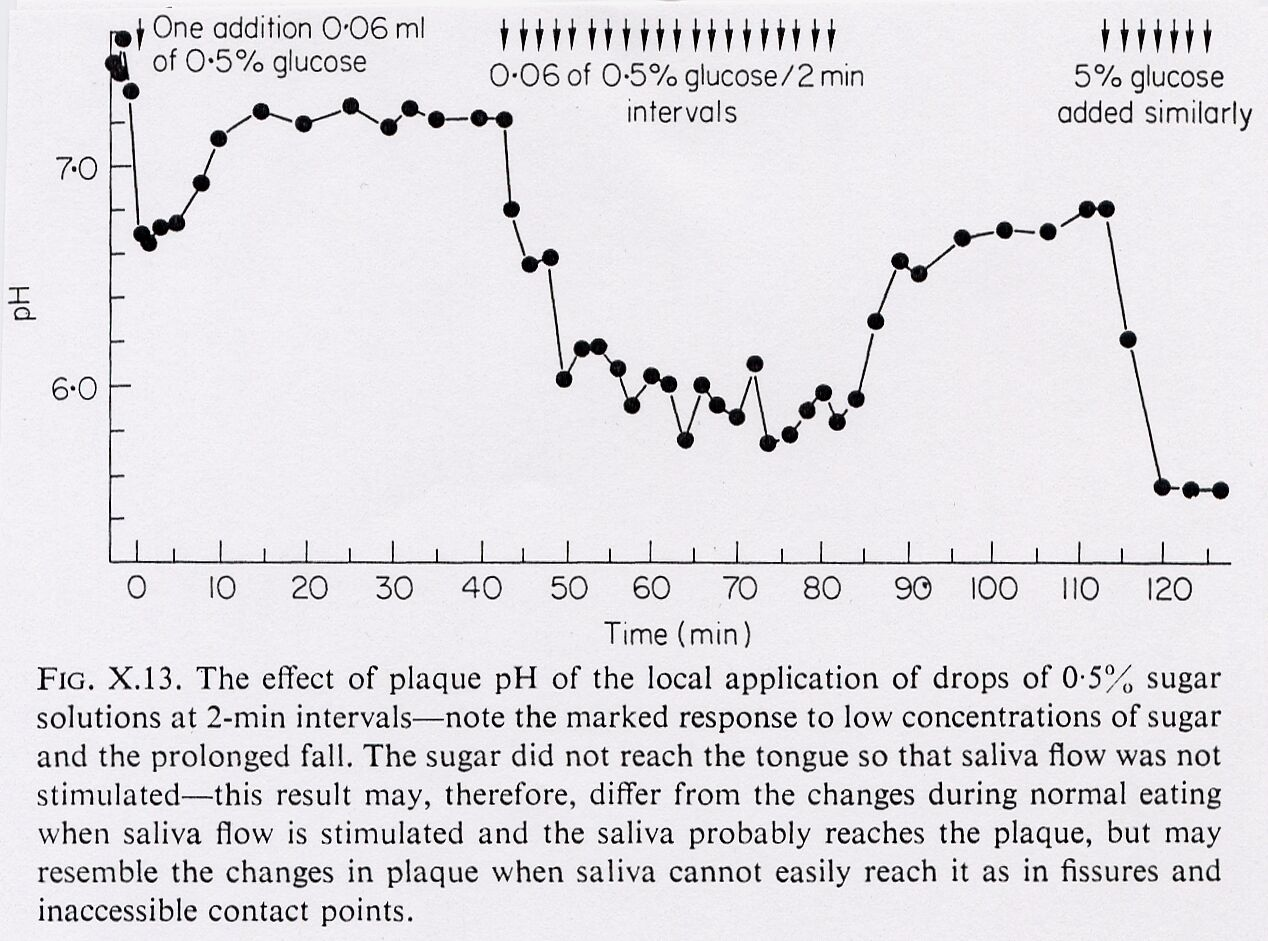 One addition 0·06 ml
of 0·5% glucose
0·06 of 0·5% glucose/2 min
intervals
5% glucose
added similarly
7·0
6·0
pH
0 10 20 30 40 50 60 70 80 90 100 110 120
Time (min)
FIG. X.13. The effect of plaque pH of the local application of drops of 0·5% sugar
solutions at 2-min intervals—note the marked response to low concentrations of sugar
and the prolonged fall. The sugar did not reach the tongue so that saliva flow was not
stimulated—this result may, therefore, differ from the changes during normal eating
when saliva flow is stimulated and the saliva probably reaches the plaque, but may
resemble the changes in plaque when saliva cannot easily reach it as in fissures and
inaccessible contact points.